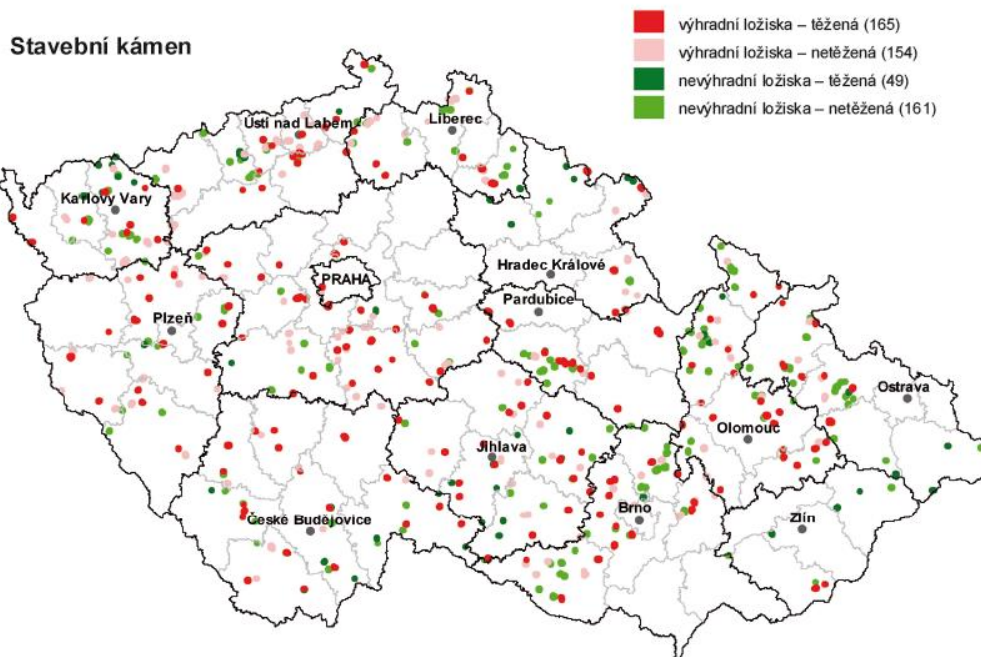 Stavební kámen
výhradní ložiska – těžená (165)
výhradní ložiska – netěžená (154)
nevýhradní ložiska – těžená (49)
nevýhradní ložiska – netěžená (161)
Ústí nad Labem
Liberec
Karlovy Vary
PRAHA
Hradec Králové
Pardubice
Plzeň
Ostrava
Olomouc
Jihlava
Brno
Zlín
České Budějovice